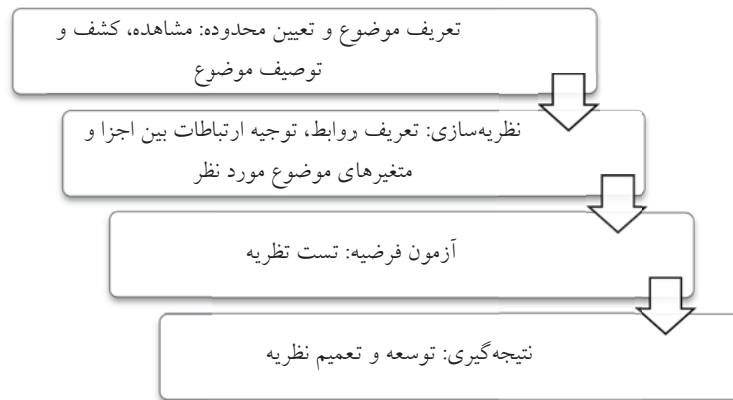 تعریف موضوع و تعیین محدوده: مشاهده، کشف و
توصیف موضوع
نظریه‌سازی: تعریف روابط، توجیه ارتباطات بین اجزا و
متغیرهای موضوع مورد نظر
آزمون فرضیه: تست تظریه
نتیجه‌گیری: توسعه و تعمیم نظریه